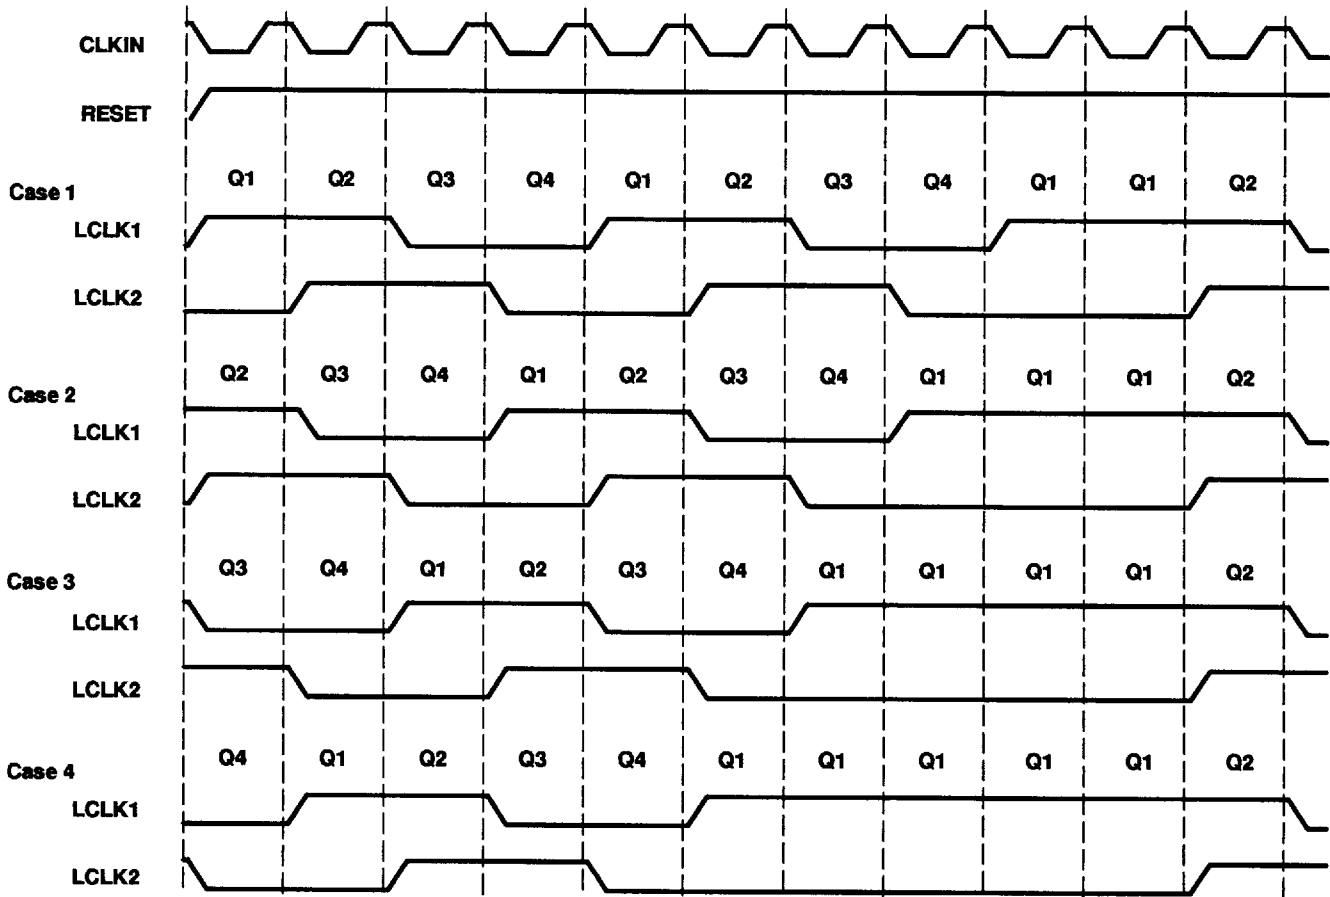 CLKIN
RESET
Case 1
Q1 Q2 Q3 Q4 Q1 Q2 Q3 Q4 Q1 Q1 Q2
LCLK1
LCLK2
Case 2
Q2 Q3 Q4 Q1 Q2 Q3 Q4 Q1 Q1 Q1 Q2
LCLK1
LCLK2
Case 3
Q3 Q4 Q1 Q2 Q3 Q4 Q1 Q1 Q1 Q1 Q2
LCLK1
LCLK2
Case 4
Q4 Q1 Q2 Q3 Q4 Q1 Q1 Q1 Q1 Q1 Q2
LCLK1
LCLK2